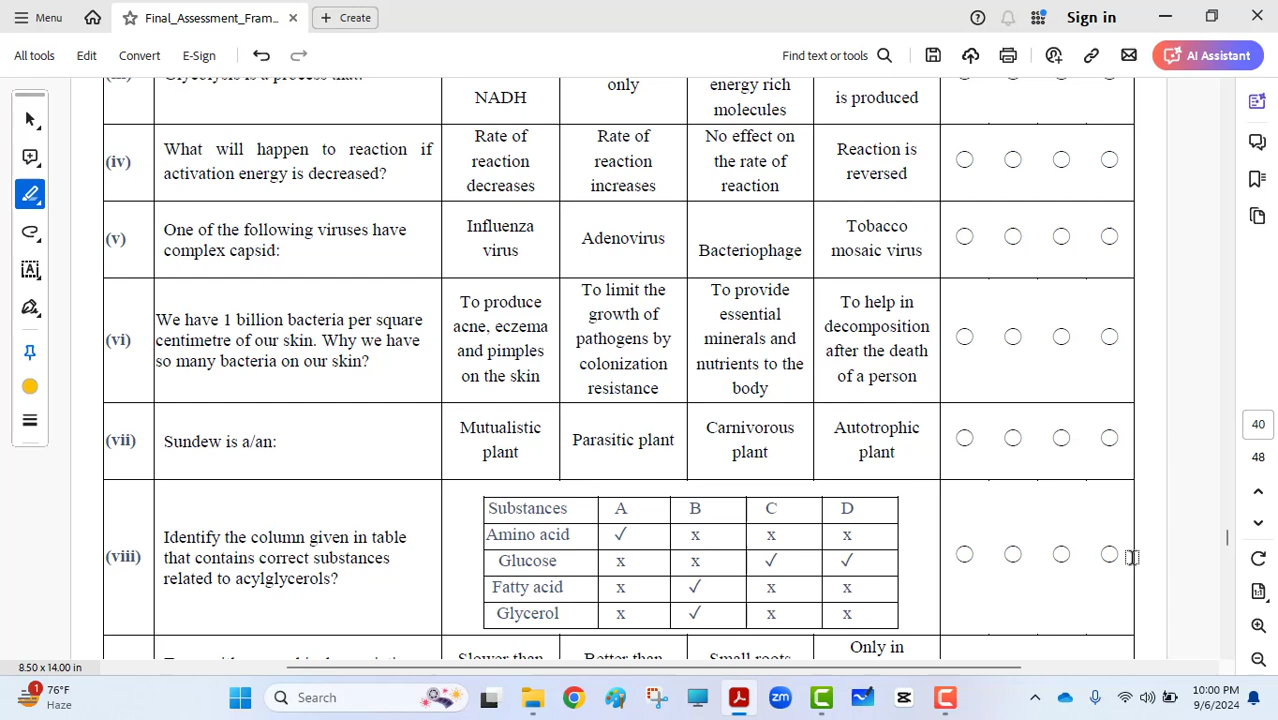 Menu
Final_Assessment_Fram...
Create
Sign in
All tools
Edit
Convert
E-Sign
Find text or tools
AI Assistant
NADH
only
energy rich
molecules
is produced
(iv)
What will happen to reaction if
activation energy is decreased?
Rate of
reaction
decreases
Rate of
reaction
increases
No effect on
the rate of
reaction
Reaction is
reversed
(v)
One of the following viruses have
complex capsid:
Influenza
virus
Adenovirus
Bacteriophage
Tobacco
mosaic virus
(vi)
We have 1 billion bacteria per square
centimetre of our skin. Why we have
so many bacteria on our skin?
To produce
acne, eczema
and pimples
on the skin
To limit the
growth of
pathogens by
colonization
resistance
To provide
essential
minerals and
nutrients to the
body
To help in
decomposition
after the death
of a person
(vii)
Sundew is a/an:
Mutualistic
plant
Parasitic plant
Carnivorous
plant
Autotrophic
plant
(viii)
Identify the column given in table
that contains correct substances
related to acylglycerols?
Substances A B C D
Amino acid ✓ x x x
Glucose x x ✓ ✓
Fatty acid x ✓ x x
Glycerol x ✓ x x
Slower than
Better than
Small roots
Only in
40
48
8.50 x 14.00 in
1
76°F
Haze
Search
zm
10:00 PM
9/6/2024